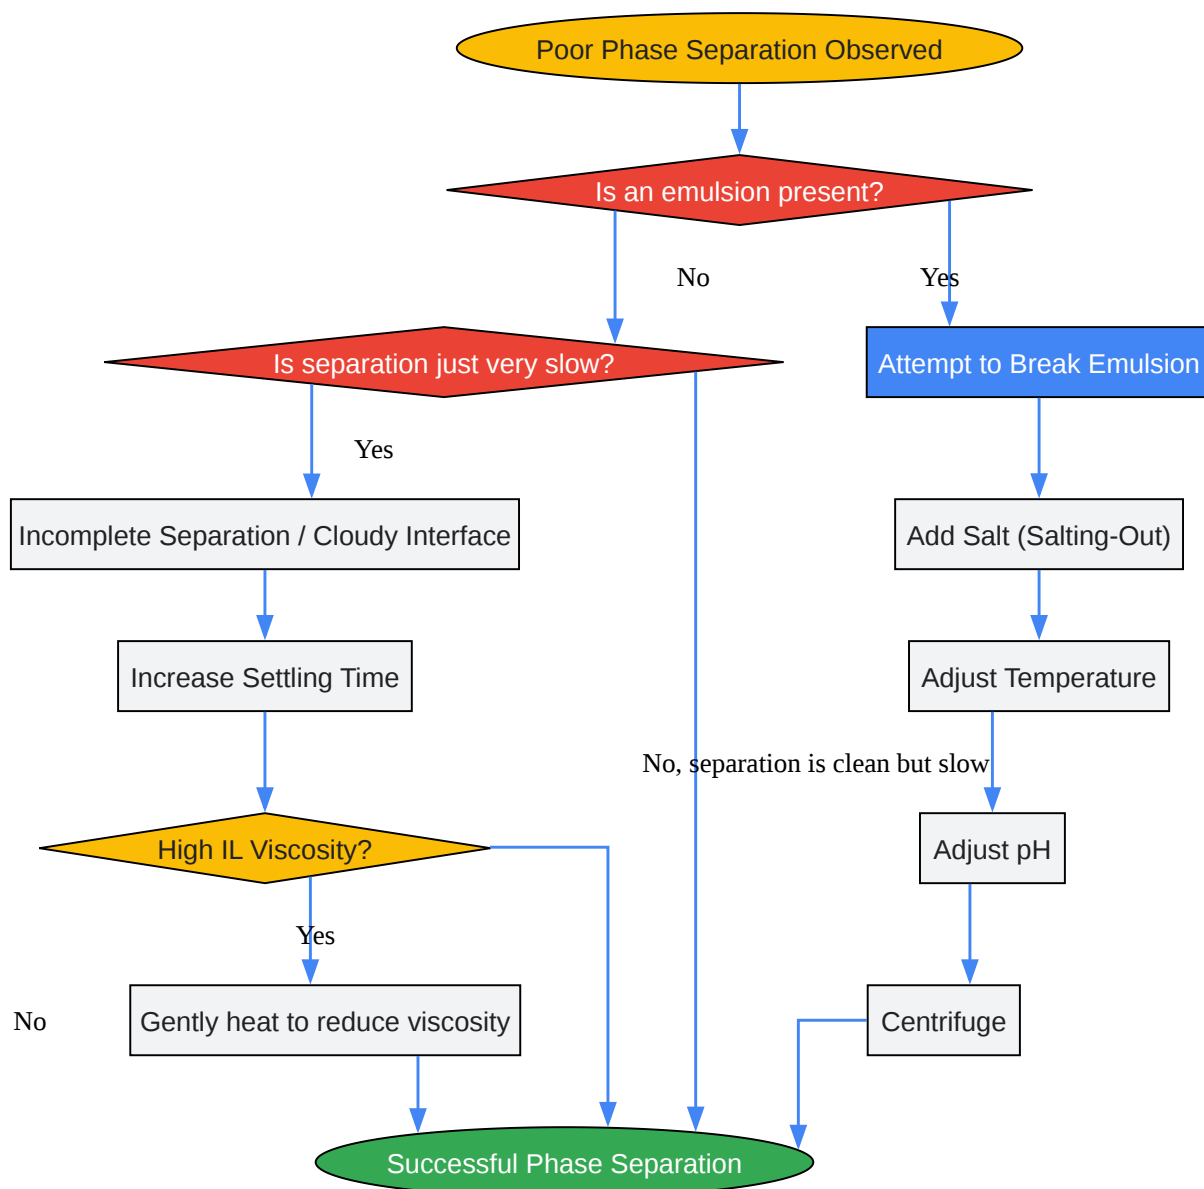 Poor Phase Separation Observed
Is an emulsion present?
No
Yes
Is separation just very slow?
Attempt to Break Emulsion
Yes
Incomplete Separation / Cloudy Interface
Add Salt (Salting-Out)
Increase Settling Time
Adjust Temperature
No, separation is clean but slow
High IL Viscosity?
Adjust pH
Yes
No
Gently heat to reduce viscosity
Centrifuge
Successful Phase Separation